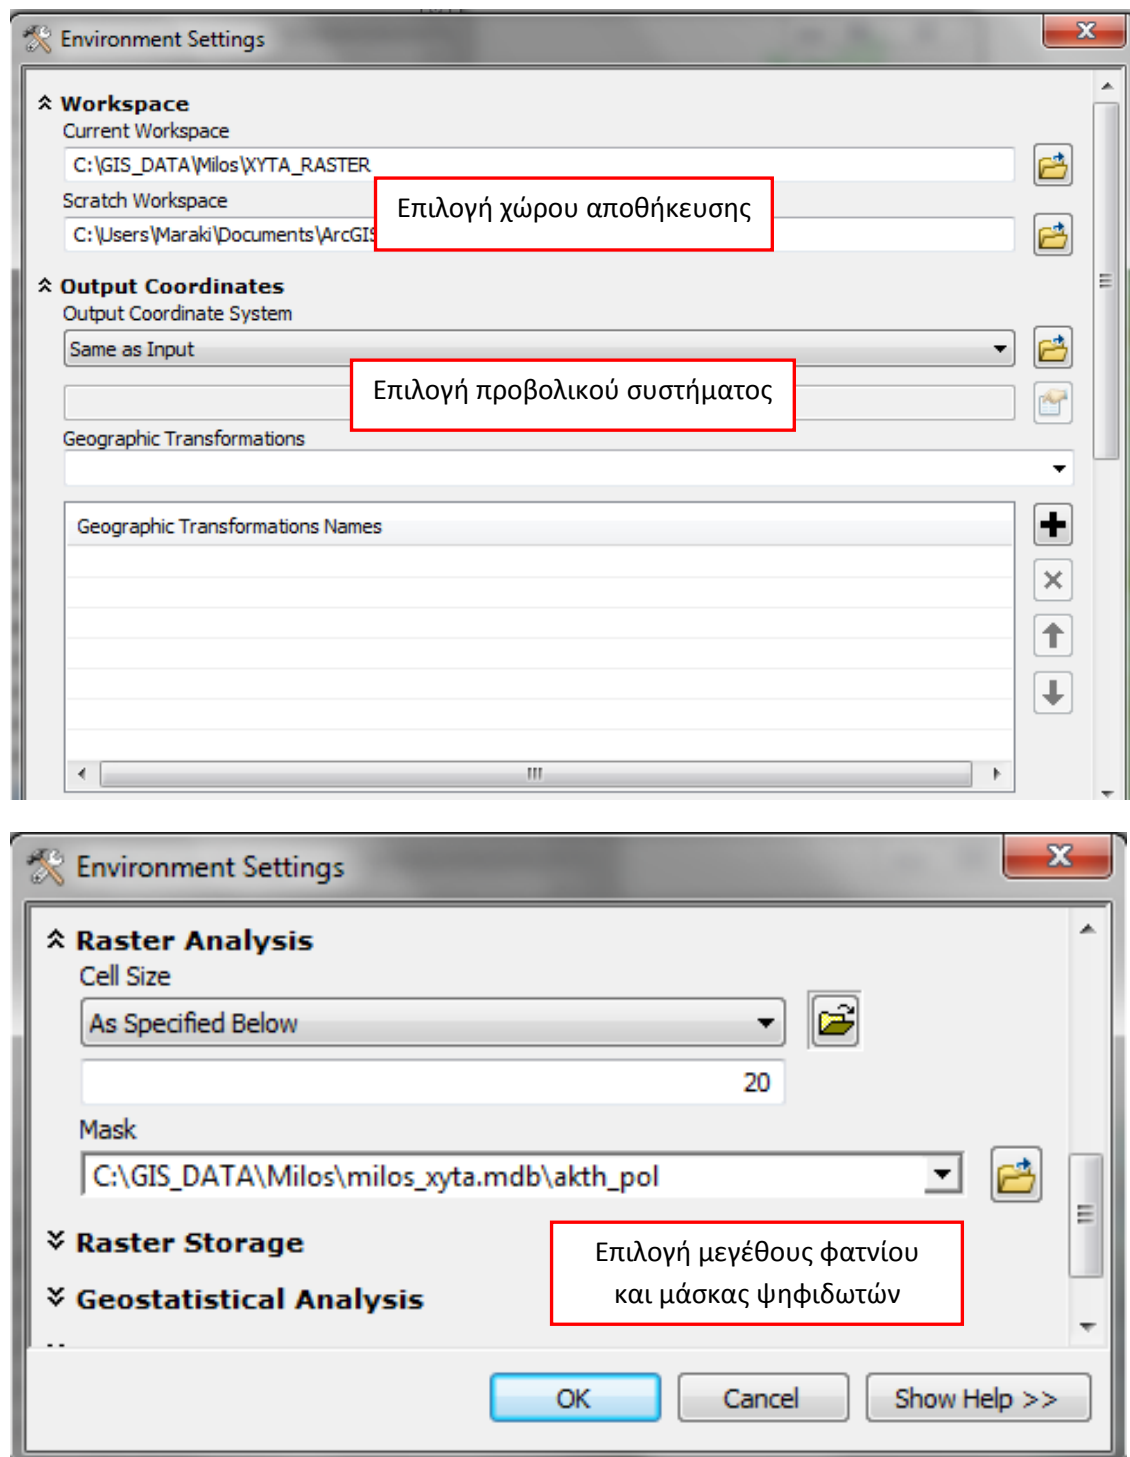 Environment Settings
Workspace
Current Workspace
C:\GIS_DATA\Milos\XYTA_RASTER
Επιλογή χώρου αποθήκευσης
Scratch Workspace
C:\Users\Maraki\Documents\ArcGIS
Output Coordinates
Output Coordinate System
Same as Input
Επιλογή προβολικού συστήματος
Geographic Transformations
Geographic Transformations Names
Environment Settings
Raster Analysis
Cell Size
As Specified Below
20
Mask
C:\GIS_DATA\Milos\milos_xyta.mdb\akth_pol
Raster Storage
Επιλογή μεγέθους φατνίου
και μάσκας ψηφιδωτών
Geostatistical Analysis
OK Cancel Show Help >>